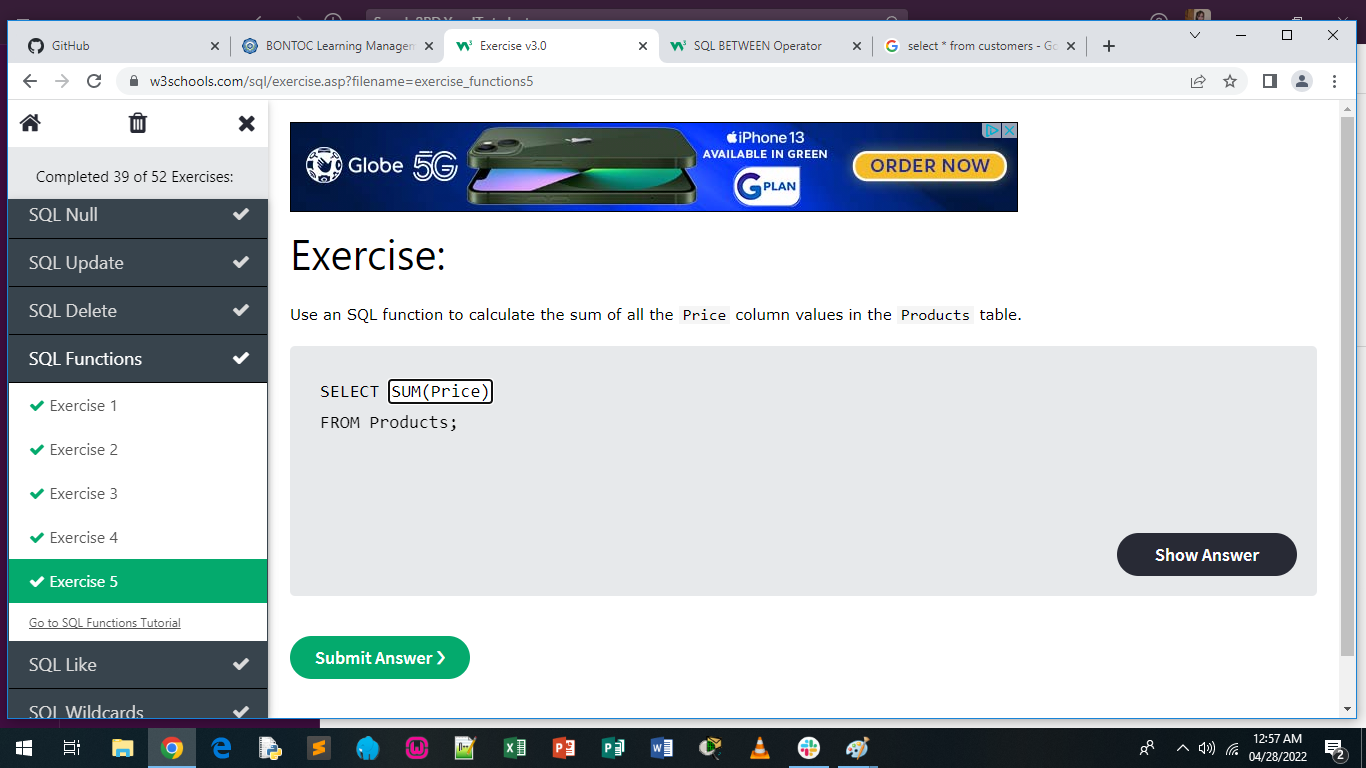 GitHub
BONTOC Learning Managem
Exercise v3.0
SQL BETWEEN Operator
select * from customers - Go
w3schools.com/sql/exercise.asp?filename=exercise_functions5
Completed 39 of 52 Exercises:
SQL Null
SQL Update
SQL Delete
SQL Functions
Exercise 1
Exercise 2
Exercise 3
Exercise 4
Exercise 5
Go to SQL Functions Tutorial
SQL Like
SQL Wildcards
Globe 5G
iPhone 13
AVAILABLE IN GREEN
GPLAN
ORDER NOW
Exercise:
Use an SQL function to calculate the sum of all the Price column values in the Products table.
SELECT SUM(Price)
FROM Products;
Show Answer
Submit Answer ❯
12:57 AM
04/28/2022
2